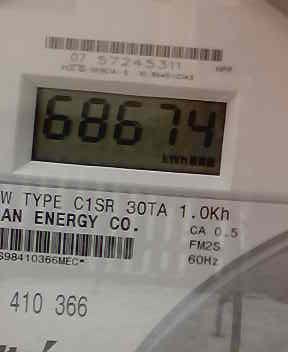 07 57245311
68674
kWh
W TYPE C1SR 30TA 1.0Kh
AN ENERGY CO. CA 0.5
FM2S
S98410366MEC- 60Hz
410 366